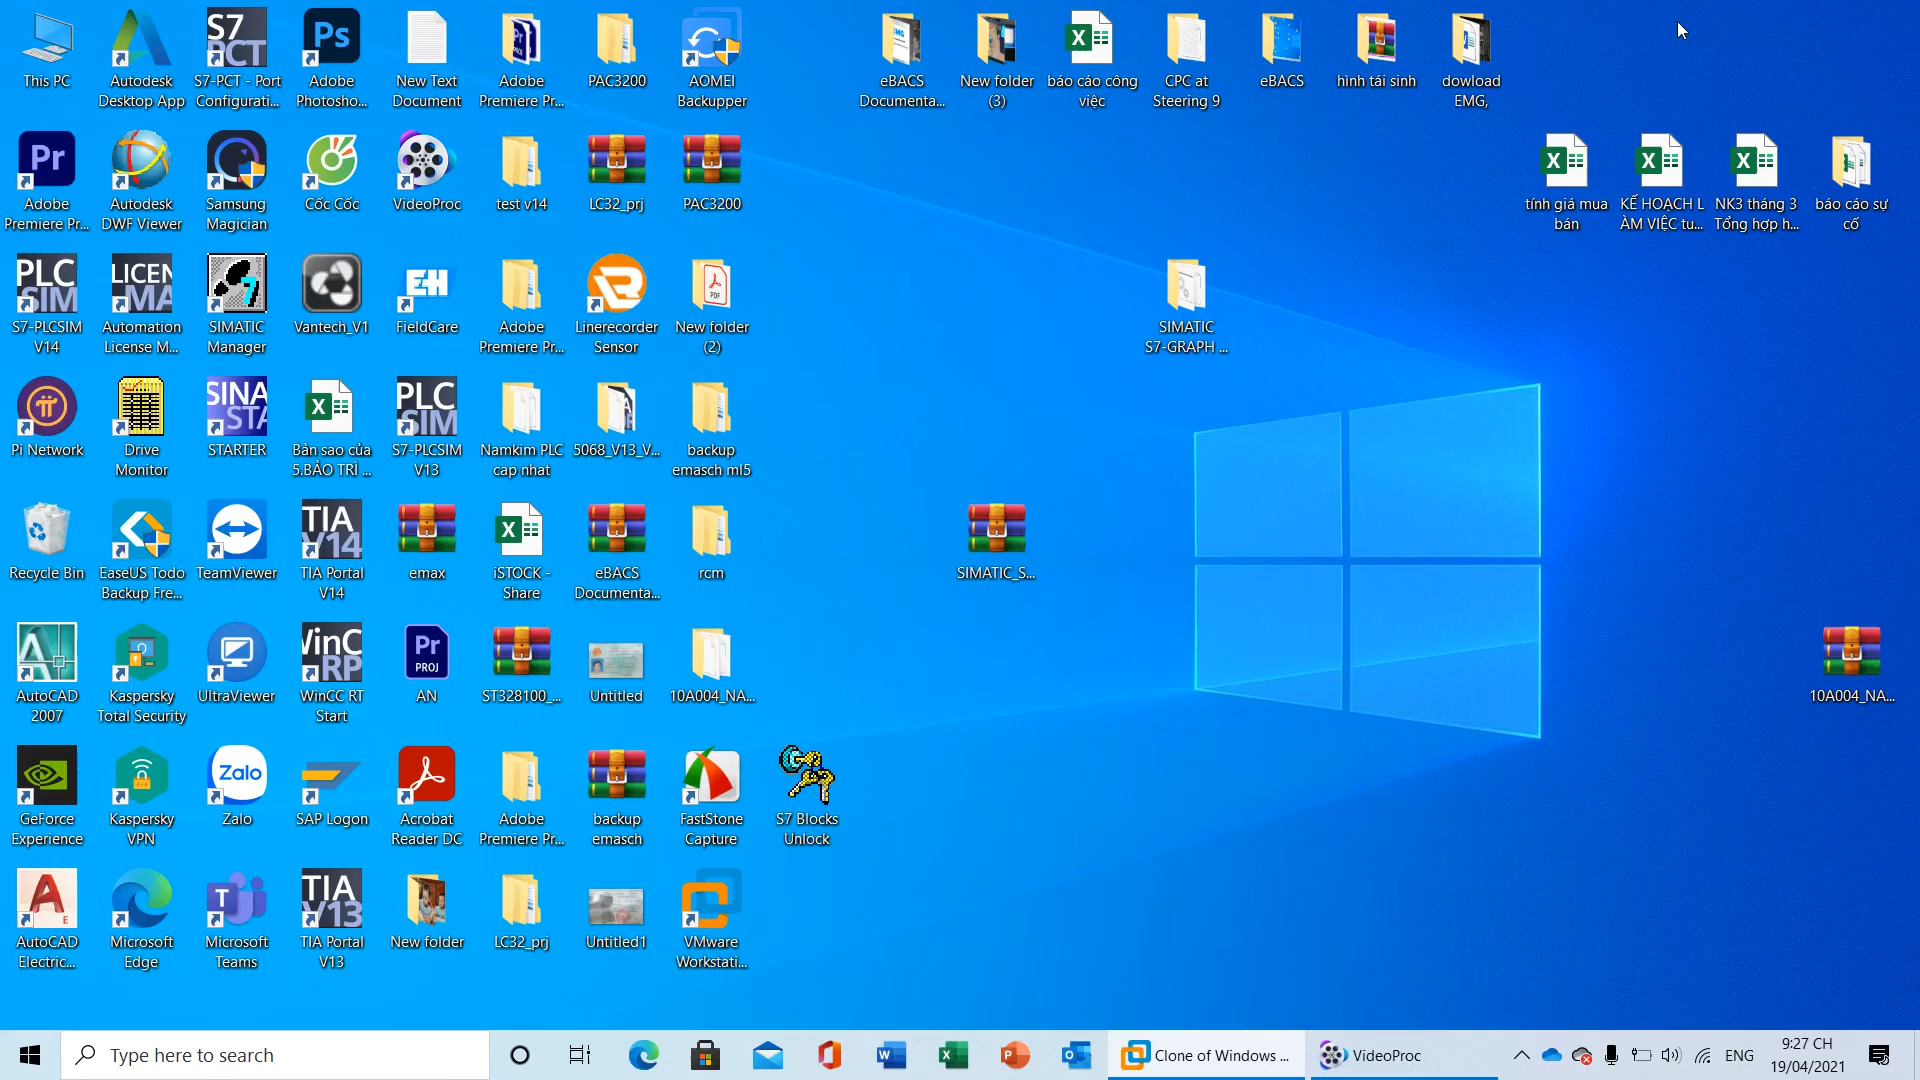 This PC
Autodesk
Desktop App
S7-PCT - Port
Configurati...
Adobe
Photosho...
New Text
Document
Adobe
Premiere Pr...
PAC3200
AOMEI
Backupper
eBACS
Documenta...
New folder
(3)
báo cáo công
việc
CPC at
Steering 9
eBACS
hình tái sinh
dowload
EMG,
Adobe
Premiere Pr...
Autodesk
DWF Viewer
Samsung
Magician
Cốc Cốc
VideoProc
test v14
LC32_prj
PAC3200
tính giá mua
bán
KẾ HOẠCH L
ÀM VIỆC tu...
NK3 tháng 3
Tổng hợp h...
báo cáo sự
cố
S7-PLCSIM
V14
Automation
License M...
SIMATIC
Manager
Vantech_V1
FieldCare
Adobe
Premiere Pr...
Linerecorder
Sensor
New folder
(2)
SIMATIC
S7-GRAPH ...
Pi Network
Drive
Monitor
STARTER
Bản sao của
5.BẢO TRÌ ...
S7-PLCSIM
V13
Namkim PLC
cap nhat
5068_V13_V...
backup
emasch ml5
Recycle Bin
EaseUS Todo
Backup Fre...
TeamViewer
TIA Portal
V14
emax
iSTOCK -
Share
eBACS
Documenta...
rcm
SIMATIC_S...
AutoCAD
2007
Kaspersky
Total Security
UltraViewer
WinCC RT
Start
AN
ST328100_...
Untitled
10A004_NA...
10A004_NA...
GeForce
Experience
Kaspersky
VPN
Zalo
SAP Logon
Acrobat
Reader DC
Adobe
Premiere Pr...
backup
emasch
FastStone
Capture
S7 Blocks
Unlock
AutoCAD
Electric...
Microsoft
Edge
Microsoft
Teams
TIA Portal
V13
New folder
LC32_prj
Untitled1
VMware
Workstati...
Type here to search
Clone of Windows ...
VideoProc
ENG
9:27 CH
19/04/2021